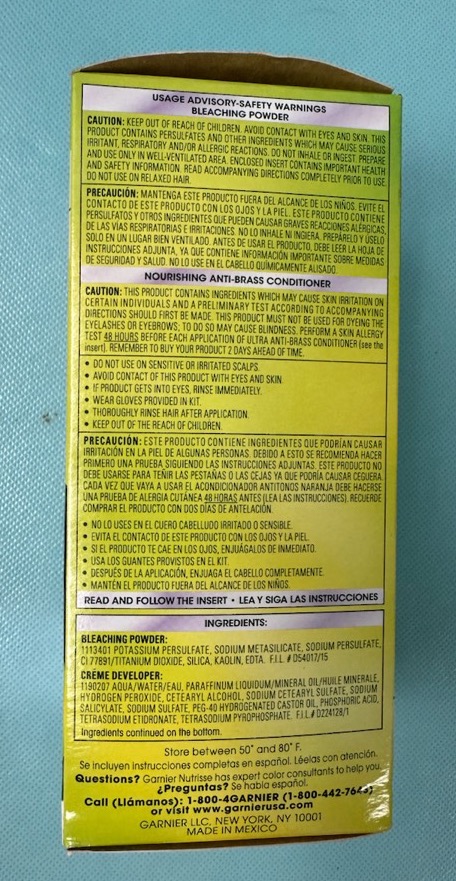 USAGE ADVISORY-SAFETY WARNINGS
BLEACHING POWDER
CAUTION: KEEP OUT OF REACH OF CHILDREN. AVOID CONTACT WITH EYES AND SKIN. THIS
PRODUCT CONTAINS PERSULFATES AND OTHER INGREDIENTS WHICH MAY CAUSE SERIOUS
IRRITANT, RESPIRATORY AND/OR ALLERGIC REACTIONS. DO NOT INHALE OR INGEST. PREPARE
AND USE ONLY IN WELL-VENTILATED AREA. ENCLOSED INSERT CONTAINS IMPORTANT HEALTH
AND SAFETY INFORMATION. READ ACCOMPANYING DIRECTIONS COMPLETELY PRIOR TO USE.
DO NOT USE ON RELAXED HAIR.
PRECAUCIÓN: MANTENGA ESTE PRODUCTO FUERA DEL ALCANCE DE LOS NIÑOS. EVITE EL
CONTACTO DE ESTE PRODUCTO CON LOS OJOS Y LA PIEL. ESTE PRODUCTO CONTIENE
PERSULFATOS Y OTROS INGREDIENTES QUE PUEDEN CAUSAR GRAVES REACCIONES ALÉRGICAS,
DE LAS VIAS RESPIRATORIAS E IRRITACIONES. NO LO INHALE NI INGIERA. PREPÁRELO Y ÚSELO
SOLO EN UN LUGAR BIEN VENTILADO. ANTES DE USAR EL PRODUCTO, DEBE LEER LA HOJA DE
INSTRUCCIONES ADJUNTA, YA QUE CONTIENE INFORMACIÓN IMPORTANTE SOBRE MEDIDAS
DE SEGURIDAD Y SALUD. NO LO USE EN EL CABELLO QUÍMICAMENTE ALISADO.
NOURISHING ANTI-BRASS CONDITIONER
CAUTION: THIS PRODUCT CONTAINS INGREDIENTS WHICH MAY CAUSE SKIN IRRITATION ON
CERTAIN INDIVIDUALS AND A PRELIMINARY TEST ACCORDING TO ACCOMPANYING
DIRECTIONS SHOULD FIRST BE MADE. THIS PRODUCT MUST NOT BE USED FOR DYEING THE
EYELASHES OR EYEBROWS; TO DO SO MAY CAUSE BLINDNESS. PERFORM A SKIN ALLERGY
TEST 48 HOURS BEFORE EACH APPLICATION OF ULTRA ANTI-BRASS CONDITIONER (see the
insert). REMEMBER TO BUY YOUR PRODUCT 2 DAYS AHEAD OF TIME.
• DO NOT USE ON SENSITIVE OR IRRITATED SCALPS.
• AVOID CONTACT OF THIS PRODUCT WITH EYES AND SKIN.
• IF PRODUCT GETS INTO EYES, RINSE IMMEDIATELY.
• WEAR GLOVES PROVIDED IN KIT.
• THOROUGHLY RINSE HAIR AFTER APPLICATION.
• KEEP OUT OF THE REACH OF CHILDREN.
PRECAUCIÓN: ESTE PRODUCTO CONTIENE INGREDIENTES QUE PODRÍAN CAUSAR
IRRITACIÓN EN LA PIEL DE ALGUNAS PERSONAS. DEBIDO A ESTO SE RECOMIENDA HACER
PRIMERO UNA PRUEBA SIGUIENDO LAS INSTRUCCIONES ADJUNTAS. ESTE PRODUCTO NO
DEBE USARSE PARA TEÑIR LAS PESTAÑAS O LAS CEJAS YA QUE PODRÍA CAUSAR CEGUERA.
CADA VEZ QUE VAYA A USAR EL ACONDICIONADOR ANTITONOS NARANJA DEBE HACERSE
UNA PRUEBA DE ALERGIA CUTÁNEA 48 HORAS ANTES (LEA LAS INSTRUCCIONES). RECUERDE
COMPRAR EL PRODUCTO CON DOS DÍAS DE ANTELACIÓN.
• NO LO USES EN EL CUERO CABELLUDO IRRITADO O SENSIBLE.
• EVITA EL CONTACTO DE ESTE PRODUCTO CON LOS OJOS Y LA PIEL.
• SI EL PRODUCTO TE CAE EN LOS OJOS, ENJUÁGALOS DE INMEDIATO.
• USA LOS GUANTES PROVISTOS EN EL KIT.
• DESPUÉS DE LA APLICACIÓN, ENJUAGA EL CABELLO COMPLETAMENTE.
• MANTÉN EL PRODUCTO FUERA DEL ALCANCE DE LOS NIÑOS.
READ AND FOLLOW THE INSERT • LEA Y SIGA LAS INSTRUCCIONES
INGREDIENTS:
BLEACHING POWDER:
1113401 POTASSIUM PERSULFATE, SODIUM METASILICATE, SODIUM PERSULFATE,
CI 77891/TITANIUM DIOXIDE, SILICA, KAOLIN, EDTA. F.I.L. # D54017/15
CRÈME DEVELOPER:
1190207 AQUA/WATER/EAU, PARAFFINUM LIQUIDUM/MINERAL OIL/HUILE MINERALE,
HYDROGEN PEROXIDE, CETEARYL ALCOHOL, SODIUM CETEARYL SULFATE, SODIUM
SALICYLATE, SODIUM SULFATE, PEG-40 HYDROGENATED CASTOR OIL, PHOSPHORIC ACID,
TETRASODIUM ETIDRONATE, TETRASODIUM PYROPHOSPHATE. F.I.L.# D224128/1
Ingredients continued on the bottom.
Store between 50° and 80° F.
Se incluyen instrucciones completas en español. Léelas con atención.
Questions? Garnier Nutrisse has expert color consultants to help you.
¿Preguntas? Se habla español.
Call (Llámanos): 1-800-4GARNIER (1-800-442-7643)
or visit www.garnierusa.com
GARNIER LLC, NEW YORK, NY 10001
MADE IN MEXICO